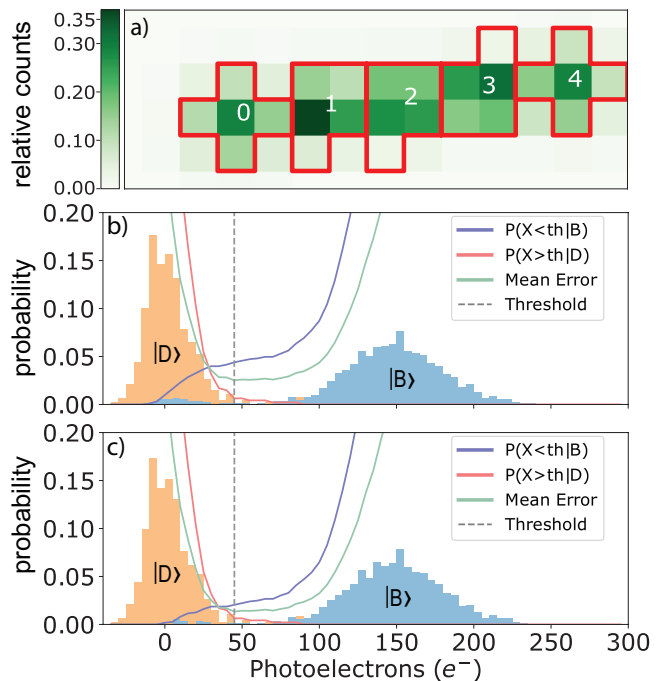 a)
0.35
0.30
0.20
0.10
0.00
relative counts
0 1 2 3 4
b)
0.20
0.15
0.10
0.05
0.00
probability
P(X<th|B)
P(X>th|D)
Mean Error
Threshold
|D⟩
|B⟩
c)
0.20
0.15
0.10
0.05
0.00
probability
P(X<th|B)
P(X>th|D)
Mean Error
Threshold
|D⟩
|B⟩
0 50 100 150 200 250 300
Photoelectrons (e⁻)